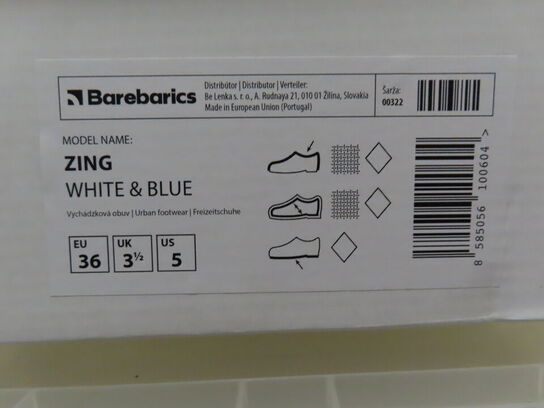 Barebarics
Distribútor | Distributor | Verteiler:
Be Lenka s. r. o., A. Rudnaya 21, 010 01 Žilina, Slovakia
Made in European Union (Portugal)
Šarža:
00322
MODEL NAME:
ZING
WHITE & BLUE
Vychádzková obuv | Urban footwear | Freizeitschuhe
EU
36
UK
3½
US
5
8 585056 100604 >